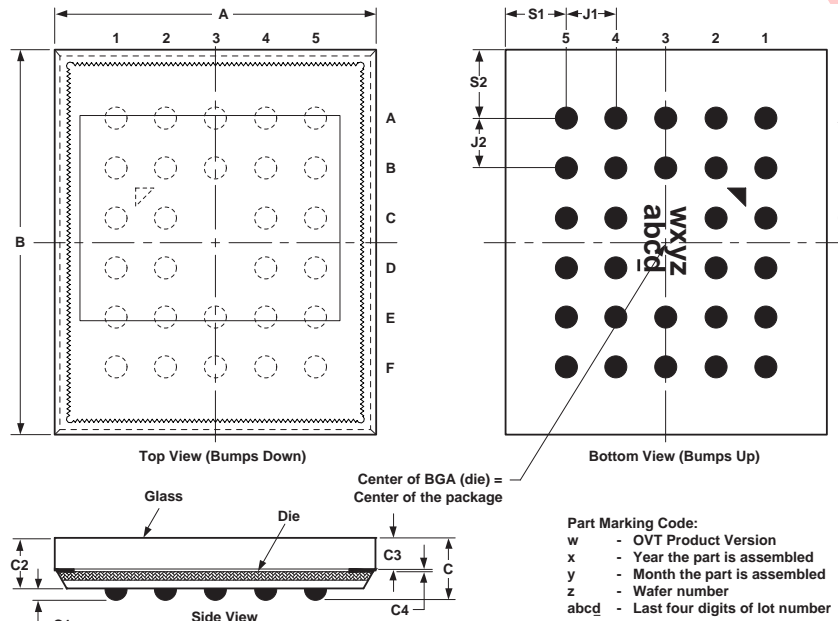 A
S1
J1
1 2 3 4 5
5 4 3 2 1
S2
J2
A
B
C
D
E
F
B
wxyz
abcd
Top View (Bumps Down)
Bottom View (Bumps Up)
Center of BGA (die) =
Center of the package
Glass
Die
C2
C3
C
C4
Side View
Part Marking Code:
w - OVT Product Version
x - Year the part is assembled
y - Month the part is assembled
z - Wafer number
abcd - Last four digits of lot number